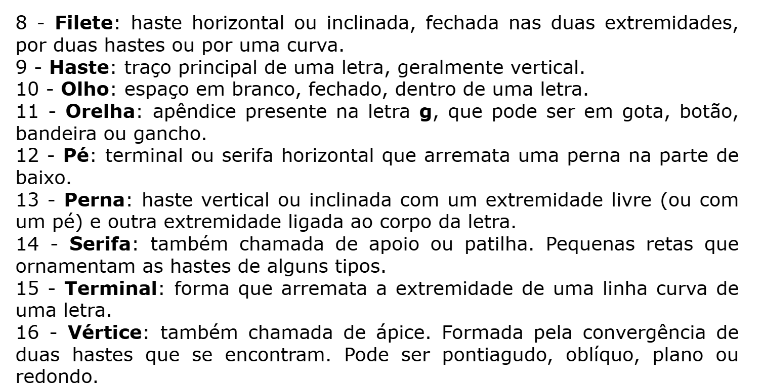 8 - Filete: haste horizontal ou inclinada, fechada nas duas extremidades,
por duas hastes ou por uma curva.
9 - Haste: traço principal de uma letra, geralmente vertical.
10 - Olho: espaço em branco, fechado, dentro de uma letra.
11 - Orelha: apêndice presente na letra g, que pode ser em gota, botão,
bandeira ou gancho.
12 - Pé: terminal ou serifa horizontal que arremata uma perna na parte de
baixo.
13 - Perna: haste vertical ou inclinada com um extremidade livre (ou com
um pé) e outra extremidade ligada ao corpo da letra.
14 - Serifa: também chamada de apoio ou patilha. Pequenas retas que
ornamentam as hastes de alguns tipos.
15 - Terminal: forma que arremata a extremidade de uma linha curva de
uma letra.
16 - Vértice: também chamada de ápice. Formada pela convergência de
duas hastes que se encontram. Pode ser pontiagudo, oblíquo, plano ou
redondo.